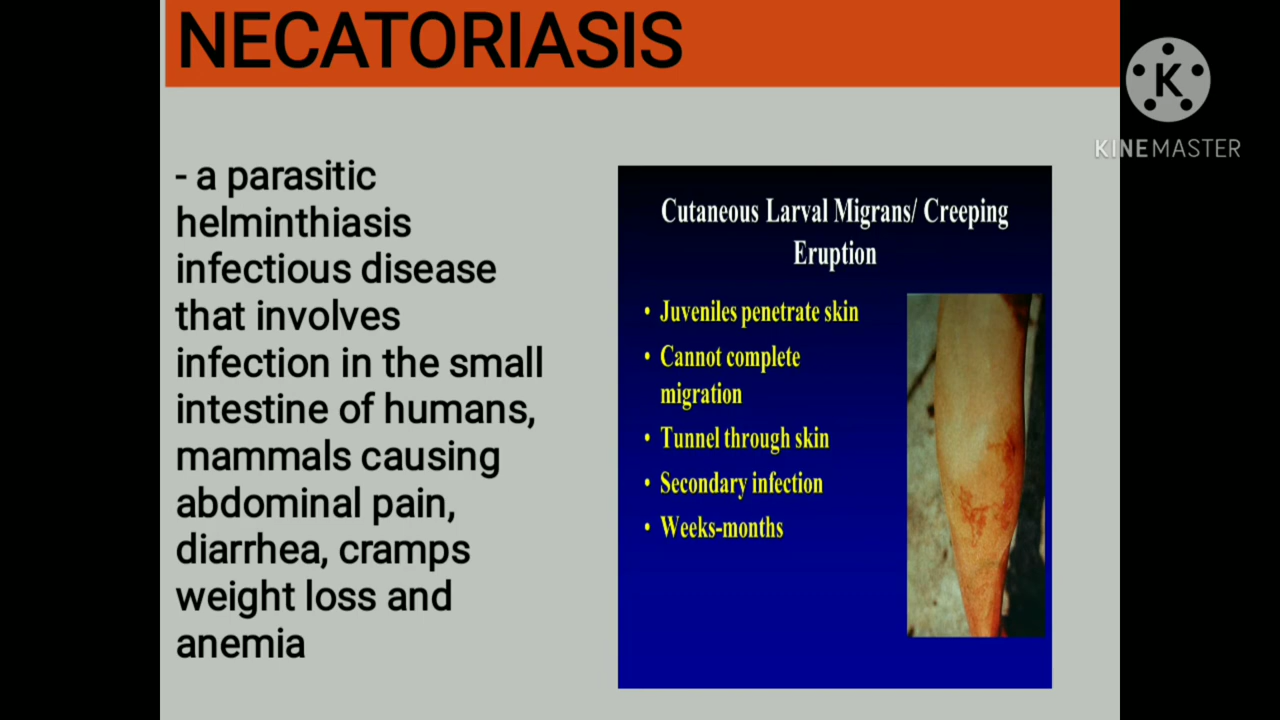 NECATORIASIS
- a parasitic
helminthiasis
infectious disease
that involves
infection in the small
intestine of humans,
mammals causing
abdominal pain,
diarrhea, cramps
weight loss and
anemia
Cutaneous Larval Migrans/ Creeping
Eruption
• Juveniles penetrate skin
• Cannot complete
migration
• Tunnel through skin
• Secondary infection
• Weeks-months
K
KINEMASTER